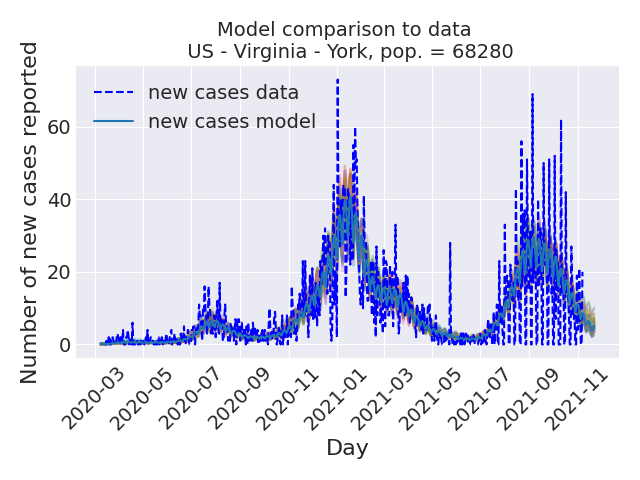 Model comparison to data
US - Virginia - York, pop. = 68280
Number of new cases reported
new cases data
new cases model
60
40
20
0
2020-03
2020-05
2020-07
2020-09
2020-11
2021-01
2021-03
2021-05
2021-07
2021-09
2021-11
Day